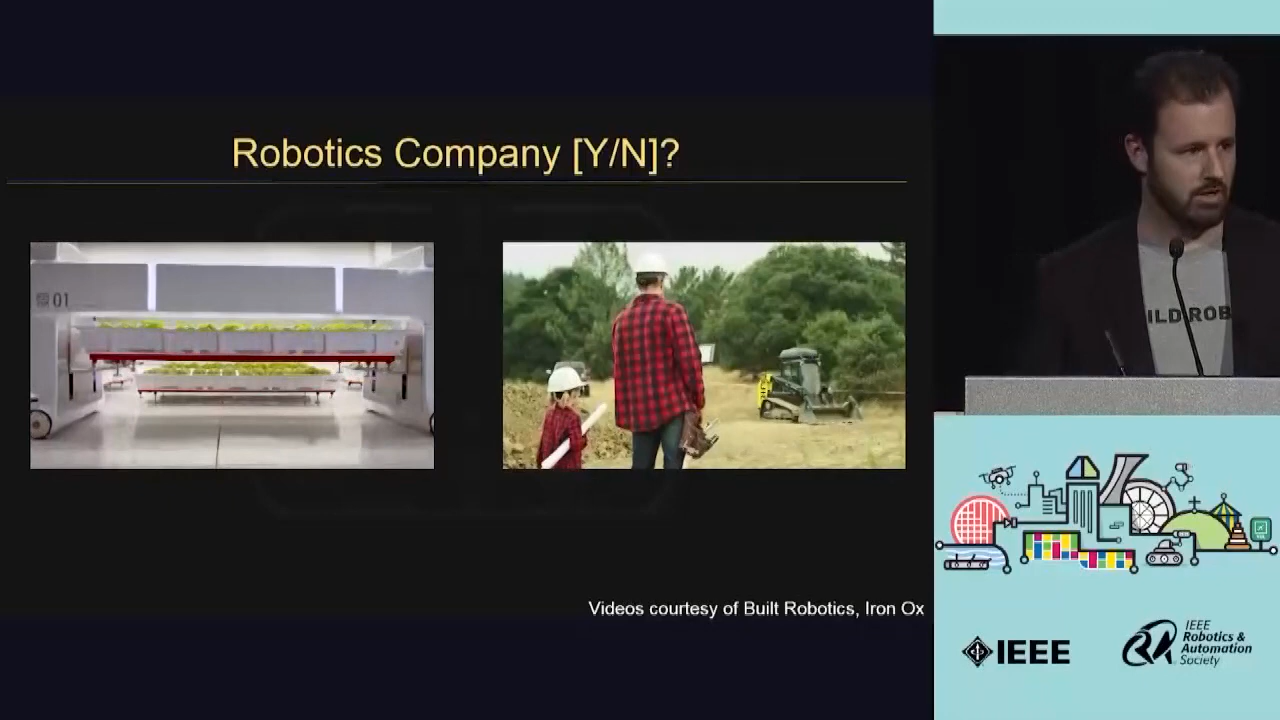 Robotics Company [Y/N]?
01
Videos courtesy of Built Robotics, Iron Ox
ILD ROB
IEEE
IEEE
Robotics &
Automation
Society